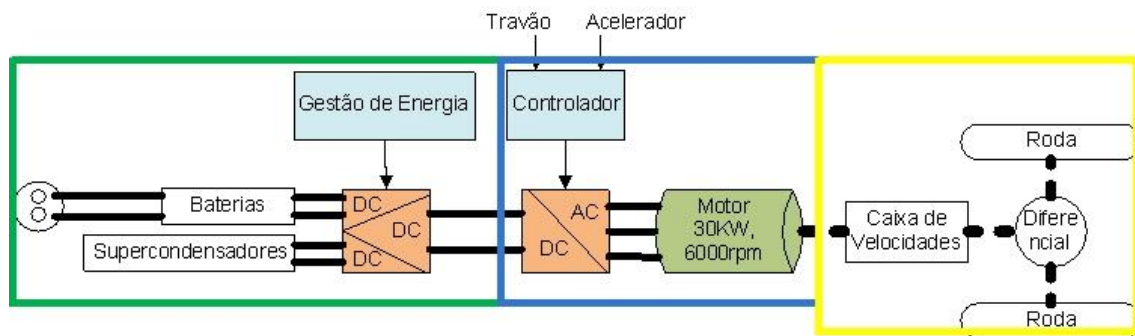 Travão
Acelerador
Gestão de Energia
Controlador
Baterias
Supercondensadores
DC
DC
DC
AC
DC
Motor
30KW,
6000rpm
Caixa de
Velocidades
Roda
Difere
ncial
Roda